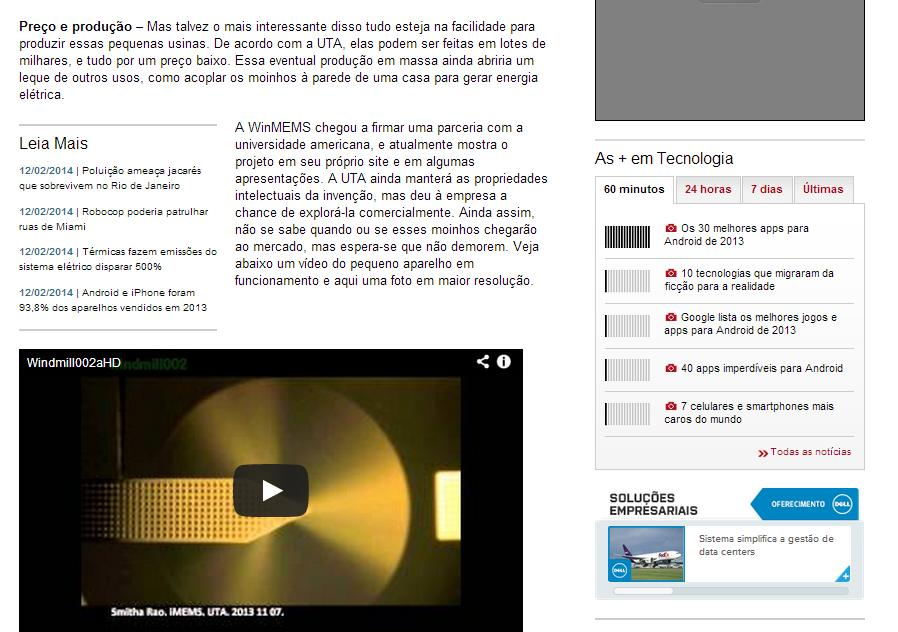 Preço e produção – Mas talvez o mais interessante disso tudo esteja na facilidade para
produzir essas pequenas usinas. De acordo com a UTA, elas podem ser feitas em lotes de
milhares, e tudo por um preço baixo. Essa eventual produção em massa ainda abriria um
leque de outros usos, como acoplar os moinhos à parede de uma casa para gerar energia
elétrica.
Leia Mais
12/02/2014 | Poluição ameaça jacarés
que sobrevivem no Rio de Janeiro
12/02/2014 | Robocop poderia patrulhar
ruas de Miami
12/02/2014 | Térmicas fazem emissões do
sistema elétrico disparar 500%
12/02/2014 | Android e iPhone foram
93,8% dos aparelhos vendidos em 2013
A WinMEMS chegou a firmar uma parceria com a
universidade americana, e atualmente mostra o
projeto em seu próprio site e em algumas
apresentações. A UTA ainda manterá as propriedades
intelectuais da invenção, mas deu à empresa a
chance de explorá-la comercialmente. Ainda assim,
não se sabe quando ou se esses moinhos chegarão
ao mercado, mas espera-se que não demorem. Veja
abaixo um vídeo do pequeno aparelho em
funcionamento e aqui uma foto em maior resolução.
Windmill002aHD
windmill002
Smitha Rao. iMEMS. UTA. 2013 11 07.
As + em Tecnologia
60 minutos
24 horas
7 dias
Últimas
Os 30 melhores apps para
Android de 2013
10 tecnologias que migraram da
ficção para a realidade
Google lista os melhores jogos e
apps para Android de 2013
40 apps imperdíveis para Android
7 celulares e smartphones mais
caros do mundo
Todas as notícias
SOLUÇÕES
EMPRESARIAIS
OFERECIMENTO
DELL
FedEx
DELL
Sistema simplifica a gestão de
data centers